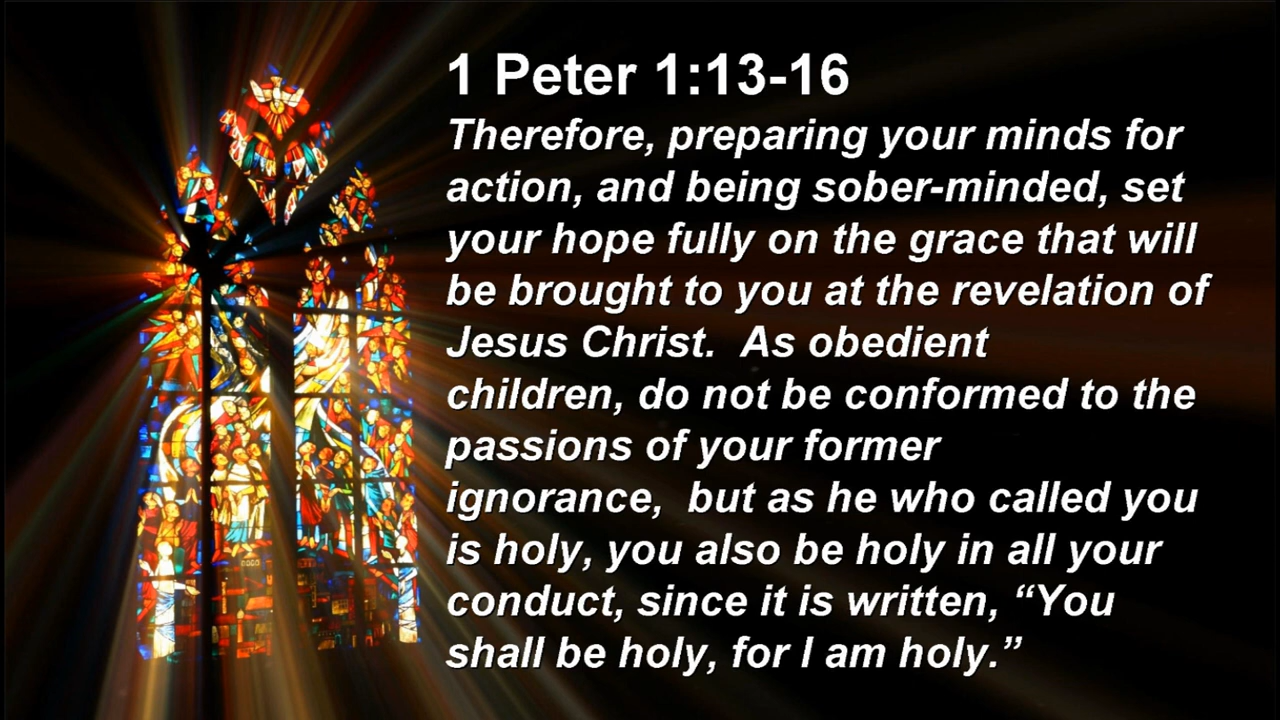 1 Peter 1:13-16
Therefore, preparing your minds for
action, and being sober-minded, set
your hope fully on the grace that will
be brought to you at the revelation of
Jesus Christ.  As obedient
children, do not be conformed to the
passions of your former
ignorance,  but as he who called you
is holy, you also be holy in all your
conduct, since it is written, “You
shall be holy, for I am holy.”